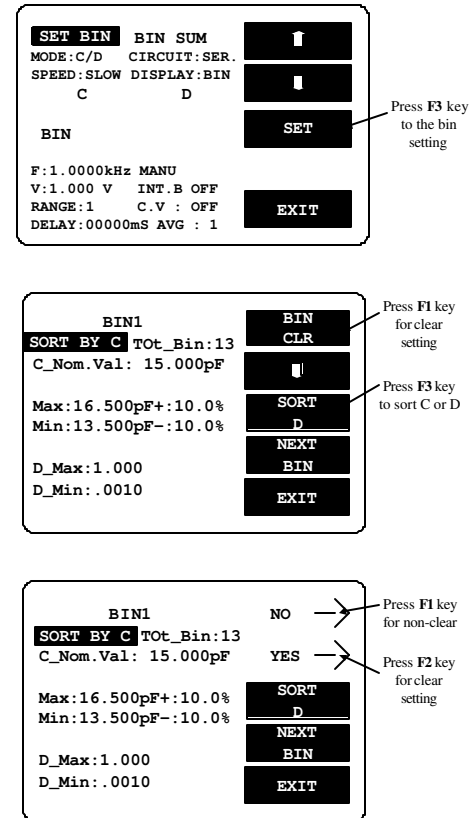 SET BIN BIN SUM
MODE:C/D CIRCUIT:SER.
SPEED:SLOW DISPLAY:BIN
C D
BIN
F:1.0000kHz MANU
V:1.000 V INT.B OFF
RANGE:1 C.V : OFF
DELAY:00000mS AVG : 1
SET
EXIT
Press F3 key
to the bin
setting
BIN1
SORT BY C TOt_Bin:13
C_Nom.Val: 15.000pF
Max:16.500pF+:10.0%
Min:13.500pF-:10.0%
D_Max:1.000
D_Min:.0010
BIN
CLR
SORT
D
NEXT
BIN
EXIT
Press F1 key
for clear
setting
Press F3 key
to sort C or D
BIN1
SORT BY C TOt_Bin:13
C_Nom.Val: 15.000pF
Max:16.500pF+:10.0%
Min:13.500pF-:10.0%
D_Max:1.000
D_Min:.0010
NO
YES
SORT
D
NEXT
BIN
EXIT
Press F1 key
for non-clear
Press F2 key
for clear
setting